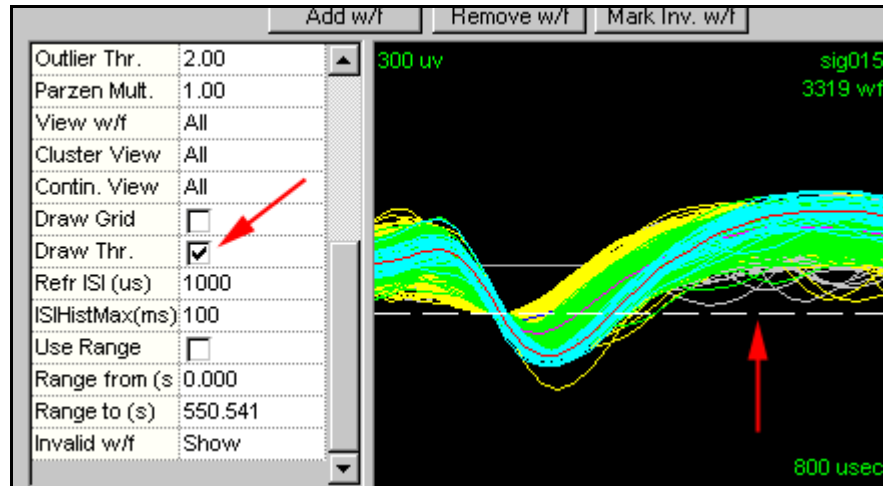 Add w/f Remove w/f Mark Inv. w/f
Outlier Thr. 2.00
Parzen Mult. 1.00
View w/f All
Cluster View All
Contin. View All
Draw Grid
Draw Thr.
Refr ISI (us) 1000
ISIHistMax(ms) 100
Use Range
Range from (s 0.000
Range to (s) 550.541
Invalid w/f Show
300 uv sig015
3319 wf
800 usec